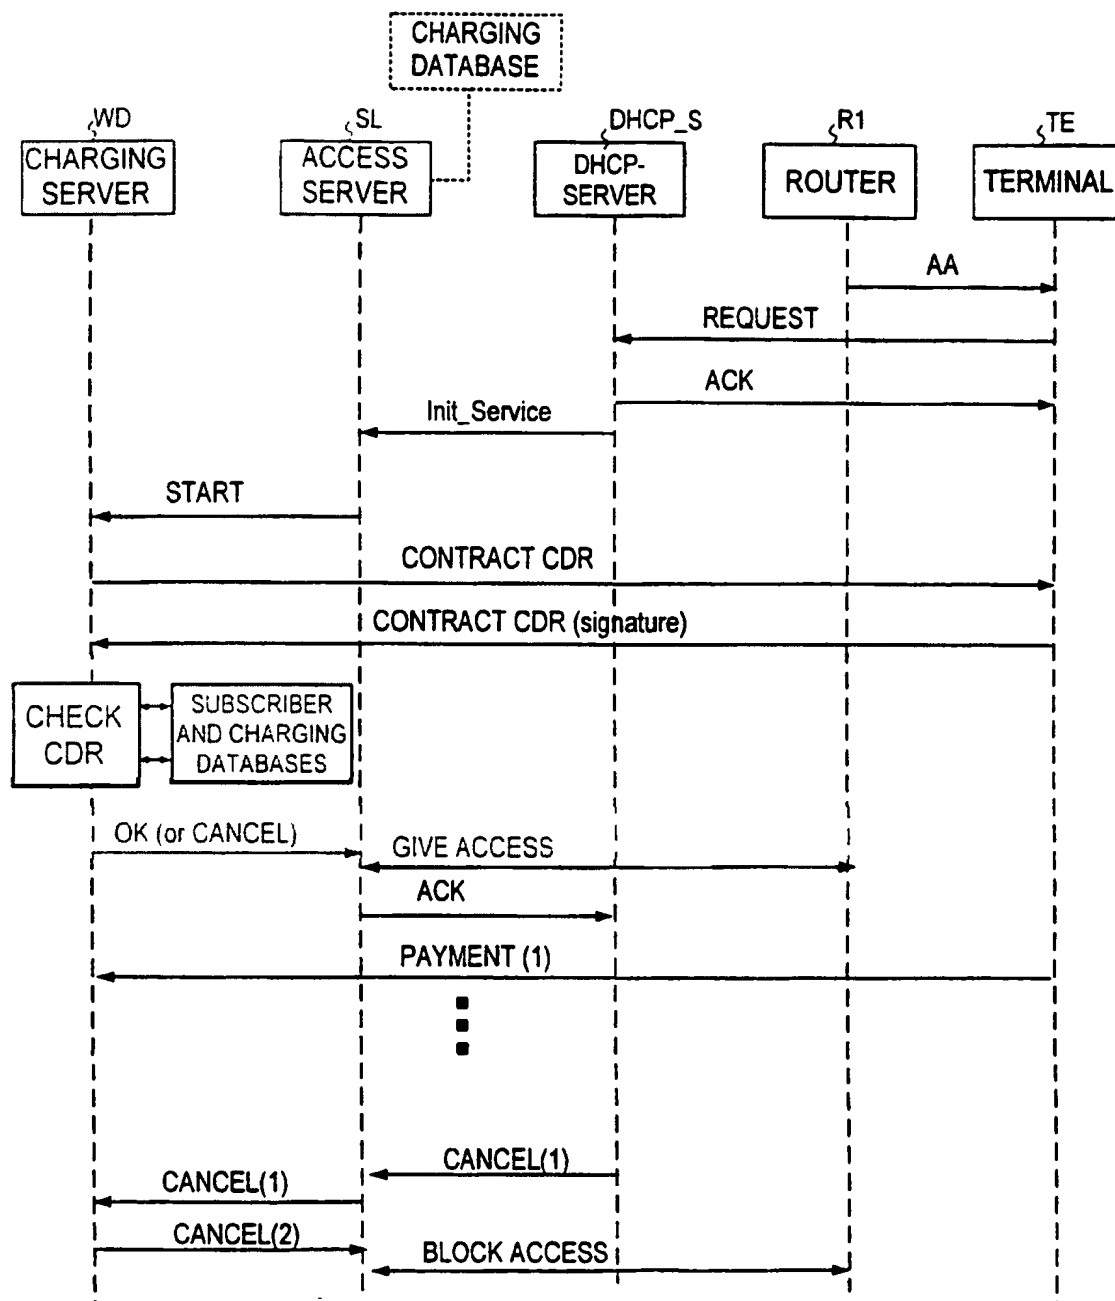 CHARGING
DATABASE
WD
SL
DHCP_S
R1
TE
CHARGING
SERVER
ACCESS
SERVER
DHCP-
SERVER
ROUTER
TERMINAL
AA
REQUEST
ACK
Init_Service
START
CONTRACT CDR
CONTRACT CDR (signature)
CHECK
CDR
SUBSCRIBER
AND CHARGING
DATABASES
OK (or CANCEL)
GIVE ACCESS
ACK
PAYMENT (1)
CANCEL(1)
CANCEL(1)
CANCEL(2)
BLOCK ACCESS